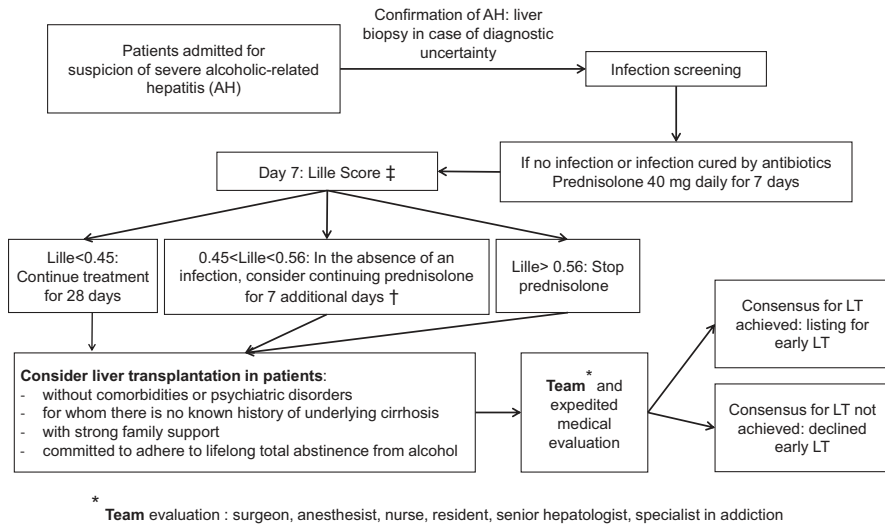 Patients admitted for
suspicion of severe alcoholic-related
hepatitis (AH)
Confirmation of AH: liver
biopsy in case of diagnostic
uncertainty
Infection screening
If no infection or infection cured by antibiotics
Prednisolone 40 mg daily for 7 days
Day 7: Lille Score ‡
Lille<0.45:
Continue treatment
for 28 days
0.45<Lille<0.56: In the absence of an
infection, consider continuing prednisolone
for 7 additional days †
Lille> 0.56: Stop
prednisolone
Consider liver transplantation in patients:
- without comorbidities or psychiatric disorders
- for whom there is no known history of underlying cirrhosis
- with strong family support
- committed to adhere to lifelong total abstinence from alcohol
Team* and
expedited
medical
evaluation
Consensus for LT
achieved: listing for
early LT
Consensus for LT not
achieved: declined
early LT
* Team evaluation : surgeon, anesthesist, nurse, resident, senior hepatologist, specialist in addiction